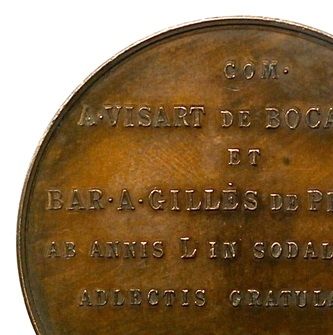 COM·
A·VISART DE BOCA
ET
BAR·A·GILLÈS DE P
AB ANNIS L IN SODAL
ADLECTIS GRATUL